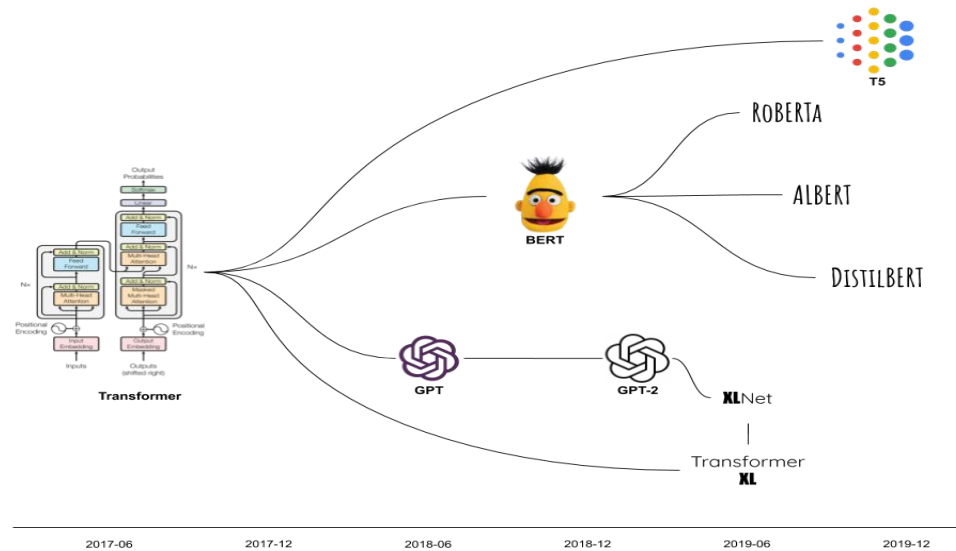 T5
RoBERTa
ALBERT
BERT
DistilBERT
Output
Probabilities
Softmax
Linear
Add & Norm
Feed
Forward
Add & Norm
Multi-Head
Attention
Add & Norm
Feed
Forward
Nx
Add & Norm
Masked
Multi-Head
Attention
Nx
Add & Norm
Multi-Head
Attention
Positional
Encoding
Positional
Encoding
Input
Embedding
Output
Embedding
Inputs
Outputs
(shifted right)
Transformer
GPT
GPT-2
XLNet
Transformer
XL
2017-06
2017-12
2018-06
2018-12
2019-06
2019-12